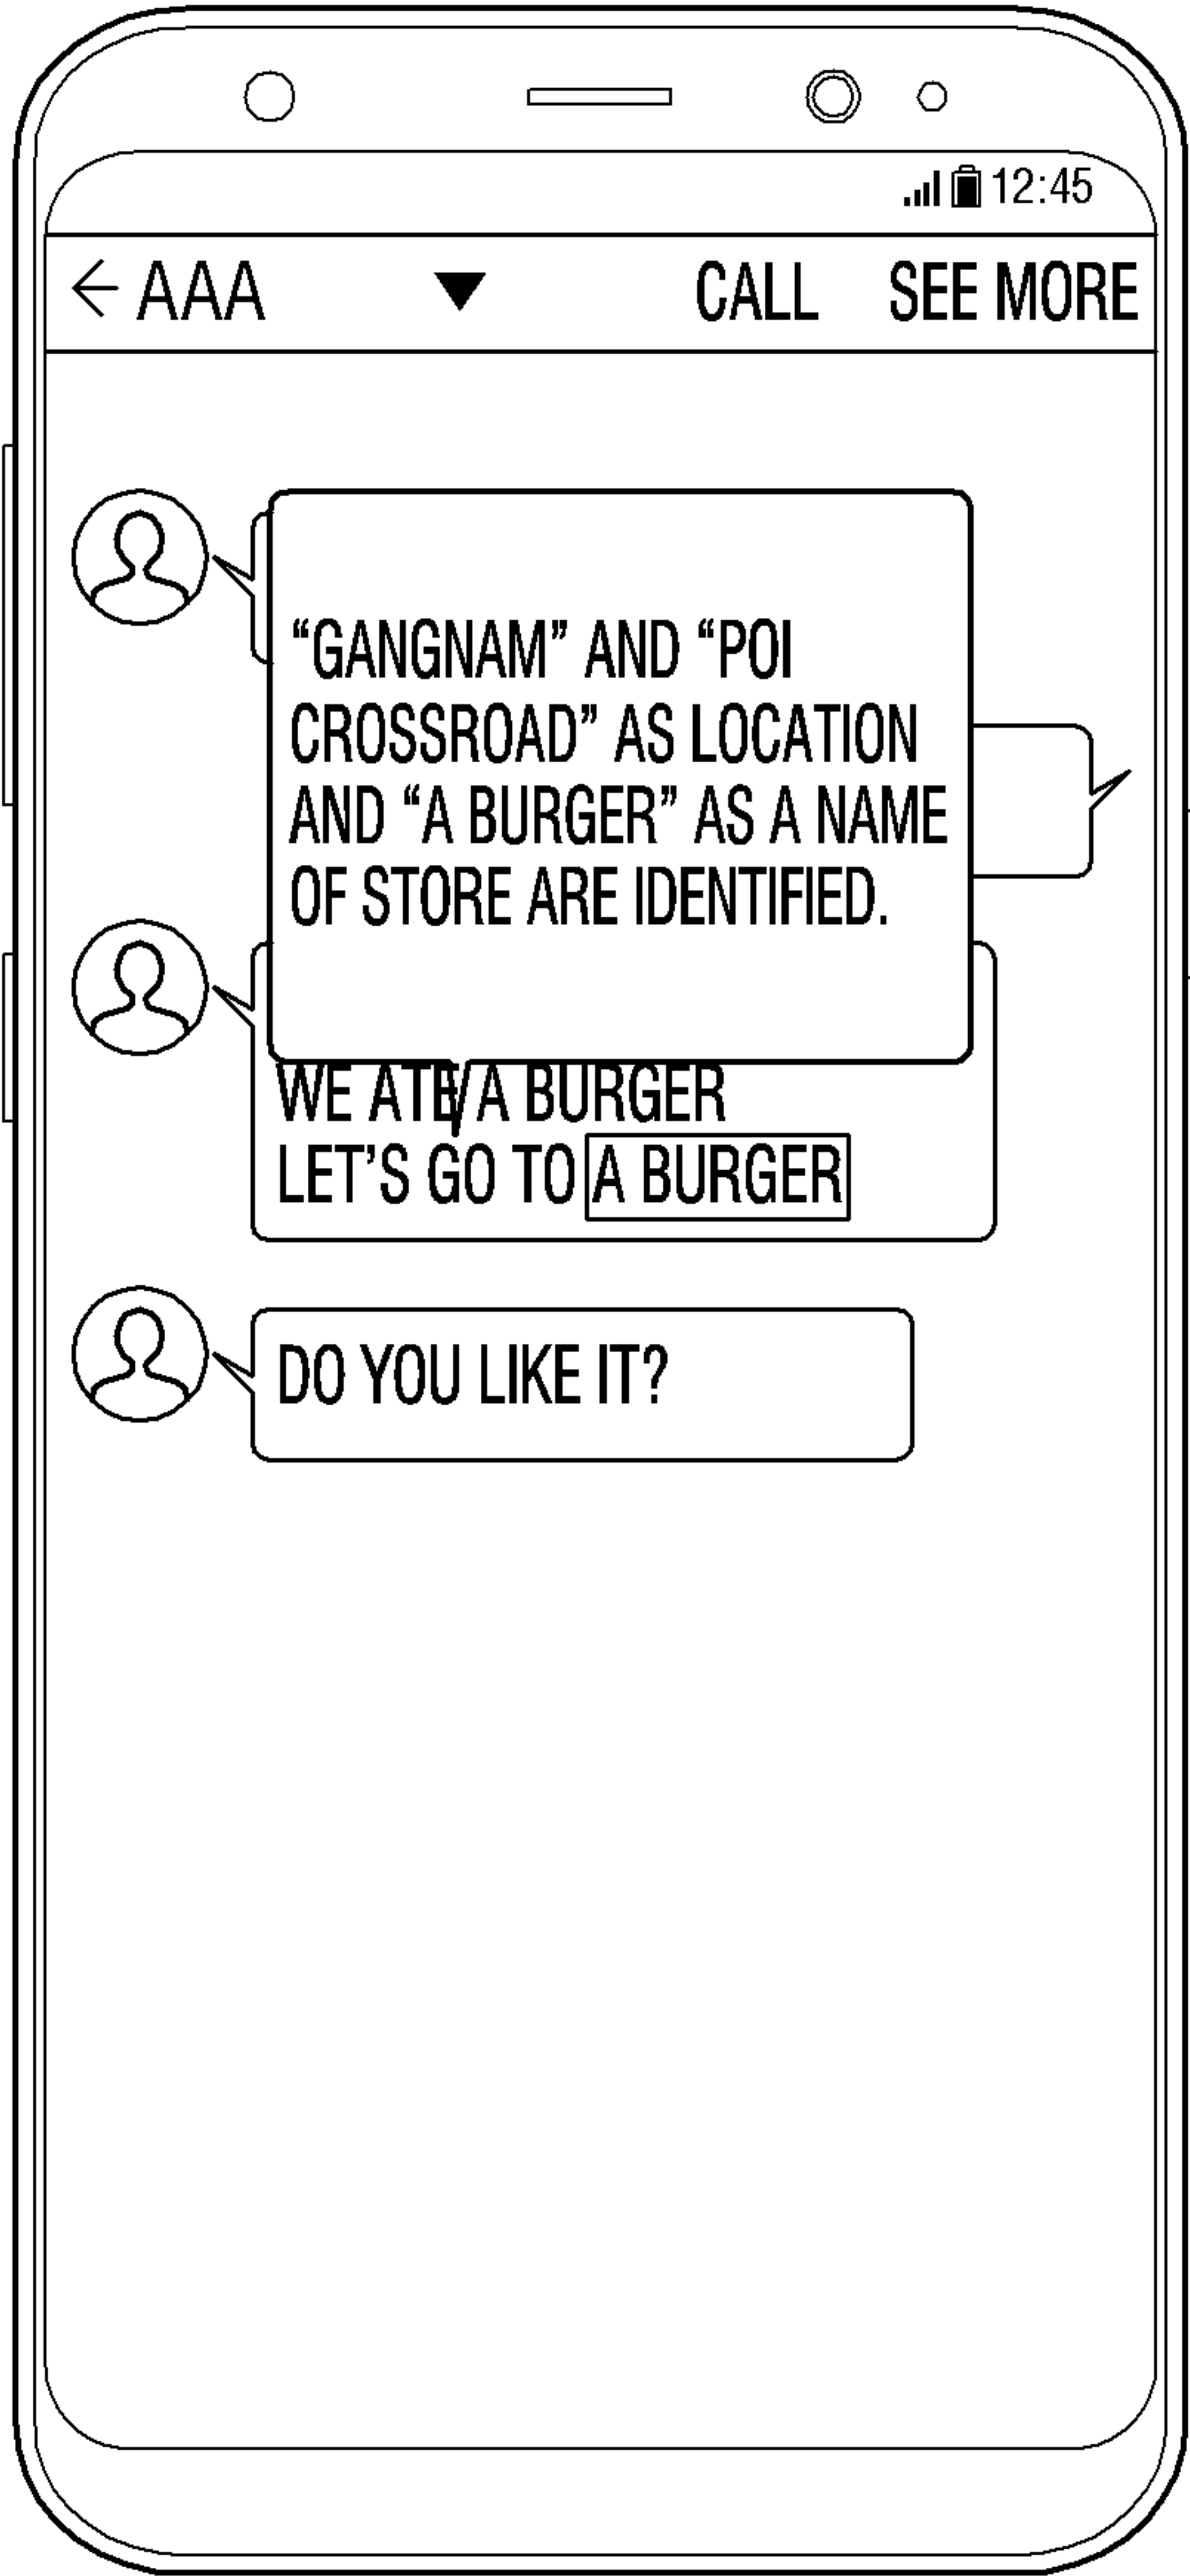 12:45
AAA ▼ CALL SEE MORE
“GANGNAM” AND “POI
CROSSROAD” AS LOCATION
AND “A BURGER” AS A NAME
OF STORE ARE IDENTIFIED.
WE ATE A BURGER
LET’S GO TO A BURGER
DO YOU LIKE IT?